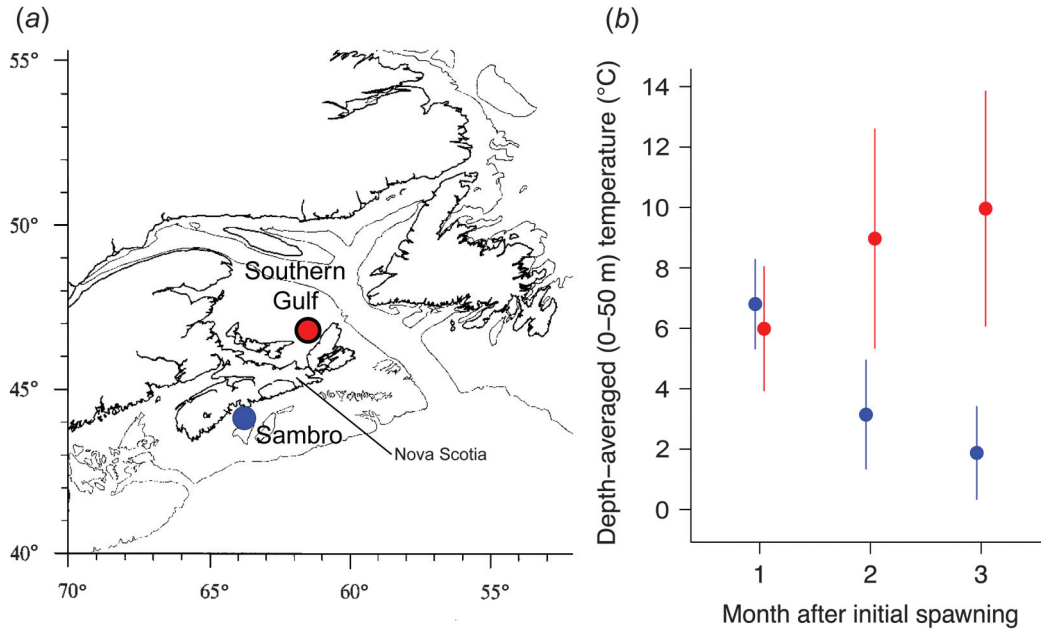 (a)
55°
50°
45°
40°
70°
65°
60°
55°
Southern
Gulf
Sambro
Nova Scotia
(b)
Depth–averaged (0–50 m) temperature (°C)
14
12
10
8
6
4
2
0
1
2
3
Month after initial spawning